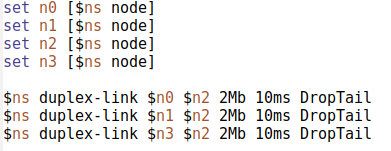 set n0 [$ns node]
set n1 [$ns node]
set n2 [$ns node]
set n3 [$ns node]

$ns duplex-link $n0 $n2 2Mb 10ms DropTail
$ns duplex-link $n1 $n2 2Mb 10ms DropTail
$ns duplex-link $n3 $n2 2Mb 10ms DropTail